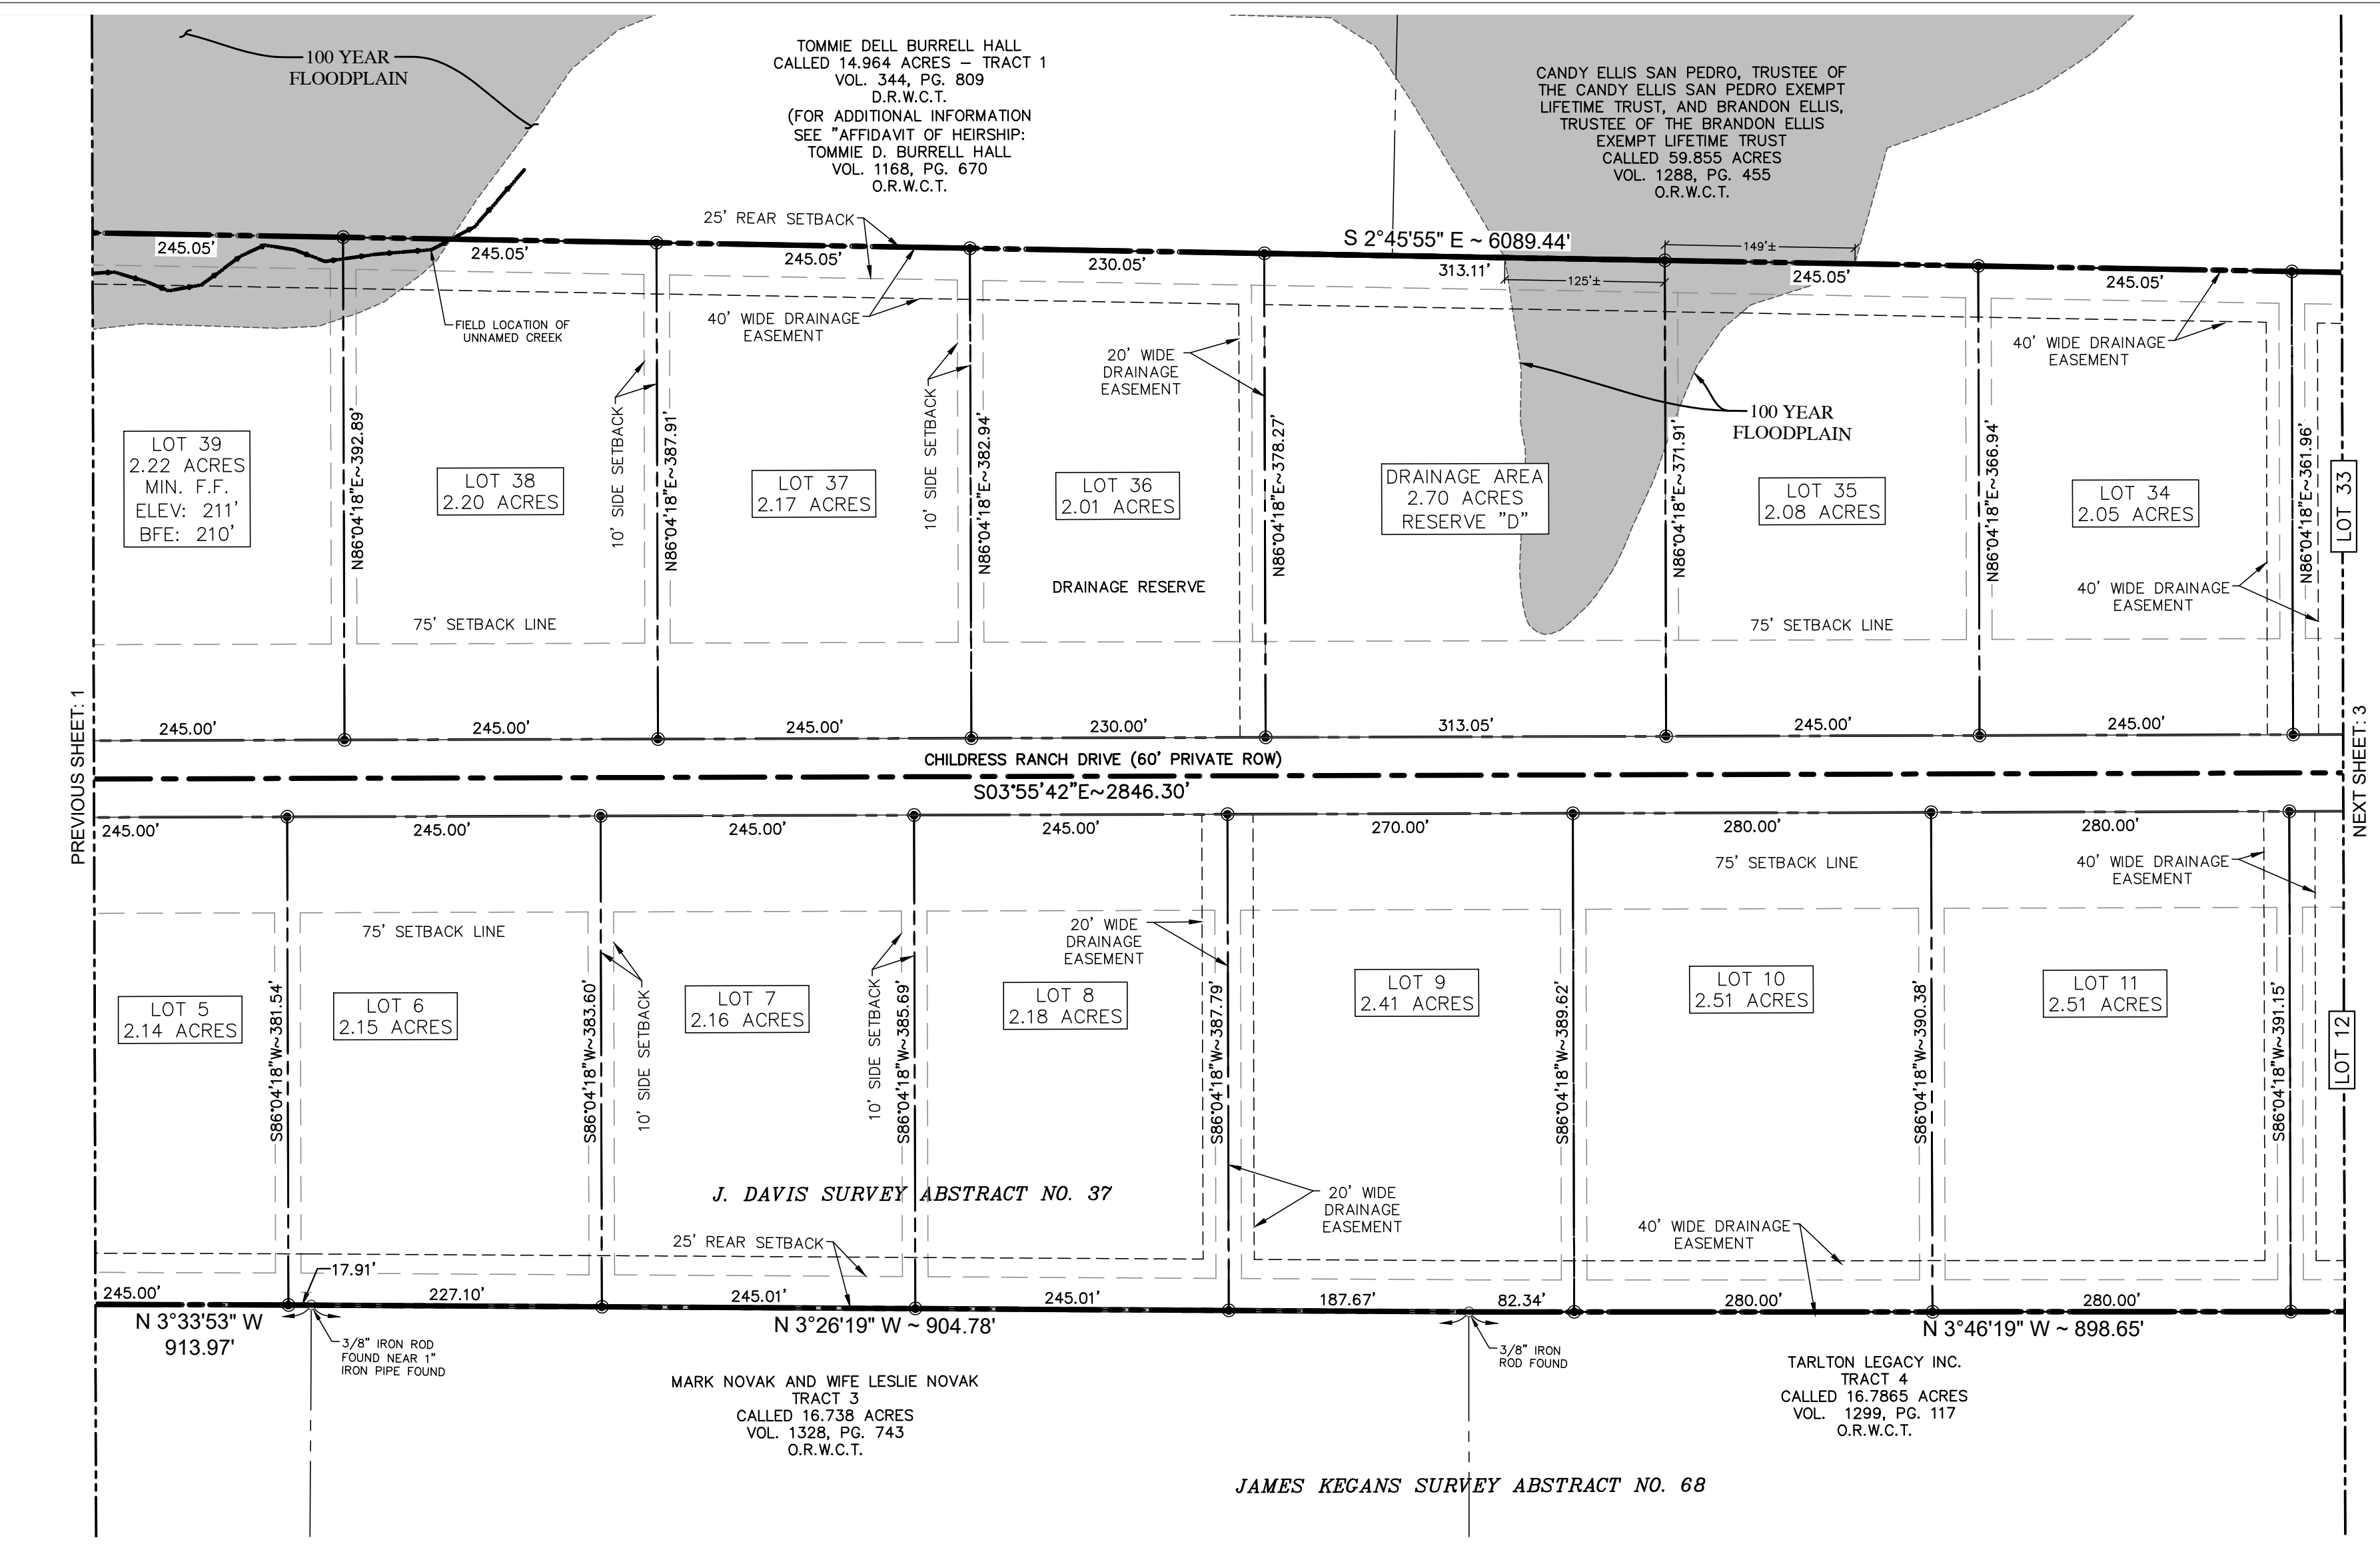 100 YEAR
FLOODPLAIN
TOMMIE DELL BURRELL HALL
CALLED 14.964 ACRES – TRACT 1
VOL. 344, PG. 809
D.R.W.C.T.
(FOR ADDITIONAL INFORMATION
SEE "AFFIDAVIT OF HEIRSHIP:
TOMMIE D. BURRELL HALL
VOL. 1168, PG. 670
O.R.W.C.T.
CANDY ELLIS SAN PEDRO, TRUSTEE OF
THE CANDY ELLIS SAN PEDRO EXEMPT
LIFETIME TRUST, AND BRANDON ELLIS,
TRUSTEE OF THE BRANDON ELLIS
EXEMPT LIFETIME TRUST
CALLED 59.855 ACRES
VOL. 1288, PG. 455
O.R.W.C.T.
25' REAR SETBACK
S 2°45'55" E ~ 6089.44'
149'±
245.05'
245.05'
245.05'
230.05'
313.11'
125'±
245.05'
245.05'
FIELD LOCATION OF
UNNAMED CREEK
40' WIDE DRAINAGE
EASEMENT
20' WIDE
DRAINAGE
EASEMENT
100 YEAR
FLOODPLAIN
40' WIDE DRAINAGE
EASEMENT
LOT 39
2.22 ACRES
MIN. F.F.
ELEV: 211'
BFE: 210'
N86°04'18"E~392.89'
LOT 38
2.20 ACRES
10' SIDE SETBACK
N86°04'18"E~387.91'
LOT 37
2.17 ACRES
10' SIDE SETBACK
N86°04'18"E~382.94'
LOT 36
2.01 ACRES
DRAINAGE RESERVE
N86°04'18"E~378.27'
DRAINAGE AREA
2.70 ACRES
RESERVE "D"
N86°04'18"E~371.91'
LOT 35
2.08 ACRES
N86°04'18"E~366.94'
LOT 34
2.05 ACRES
40' WIDE DRAINAGE
EASEMENT
N86°04'18"E~361.96'
LOT 33
75' SETBACK LINE
75' SETBACK LINE
245.00'
245.00'
245.00'
230.00'
313.05'
245.00'
245.00'
PREVIOUS SHEET: 1
NEXT SHEET: 3
CHILDRESS RANCH DRIVE (60' PRIVATE ROW)
S03°55'42"E~2846.30'
245.00'
245.00'
245.00'
245.00'
270.00'
280.00'
280.00'
75' SETBACK LINE
40' WIDE DRAINAGE
EASEMENT
75' SETBACK LINE
20' WIDE
DRAINAGE
EASEMENT
LOT 5
2.14 ACRES
S86°04'18"W~381.54'
LOT 6
2.15 ACRES
S86°04'18"W~383.60'
10' SIDE SETBACK
LOT 7
2.16 ACRES
10' SIDE SETBACK
S86°04'18"W~385.69'
LOT 8
2.18 ACRES
S86°04'18"W~387.79'
LOT 9
2.41 ACRES
S86°04'18"W~389.62'
LOT 10
2.51 ACRES
S86°04'18"W~390.38'
LOT 11
2.51 ACRES
S86°04'18"W~391.15'
LOT 12
J. DAVIS SURVEY ABSTRACT NO. 37
20' WIDE
DRAINAGE
EASEMENT
25' REAR SETBACK
40' WIDE DRAINAGE
EASEMENT
17.91'
245.00'
227.10'
245.01'
245.01'
187.67'
82.34'
280.00'
280.00'
N 3°33'53" W
913.97'
N 3°26'19" W ~ 904.78'
N 3°46'19" W ~ 898.65'
3/8" IRON ROD
FOUND NEAR 1"
IRON PIPE FOUND
3/8" IRON
ROD FOUND
MARK NOVAK AND WIFE LESLIE NOVAK
TRACT 3
CALLED 16.738 ACRES
VOL. 1328, PG. 743
O.R.W.C.T.
TARLTON LEGACY INC.
TRACT 4
CALLED 16.7865 ACRES
VOL. 1299, PG. 117
O.R.W.C.T.
JAMES KEGANS SURVEY ABSTRACT NO. 68